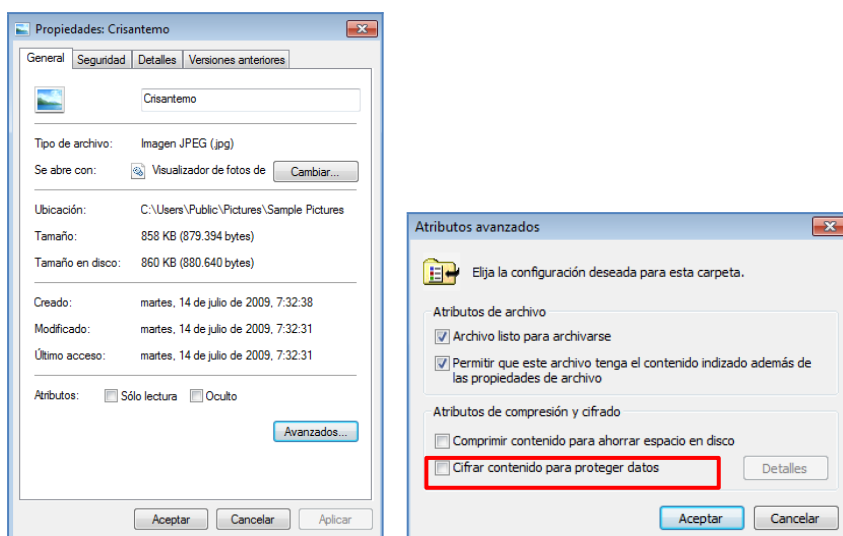 Propiedades: Crisantemo
General Seguridad Detalles Versiones anteriores
Crisantemo
Tipo de archivo: Imagen JPEG (.jpg)
Se abre con: Visualizador de fotos de Cambiar...
Ubicación: C:\Users\Public\Pictures\Sample Pictures
Tamaño: 858 KB (879.394 bytes)
Tamaño en disco: 860 KB (880.640 bytes)
Creado: martes, 14 de julio de 2009, 7:32:38
Modificado: martes, 14 de julio de 2009, 7:32:31
Último acceso: martes, 14 de julio de 2009, 7:32:31
Atributos: Sólo lectura Oculto
Avanzados...
Aceptar Cancelar Aplicar
Atributos avanzados
Elija la configuración deseada para esta carpeta.
Atributos de archivo
Archivo listo para archivarse
Permitir que este archivo tenga el contenido indizado además de
las propiedades de archivo
Atributos de compresión y cifrado
Comprimir contenido para ahorrar espacio en disco
Cifrar contenido para proteger datos Detalles
Aceptar Cancelar